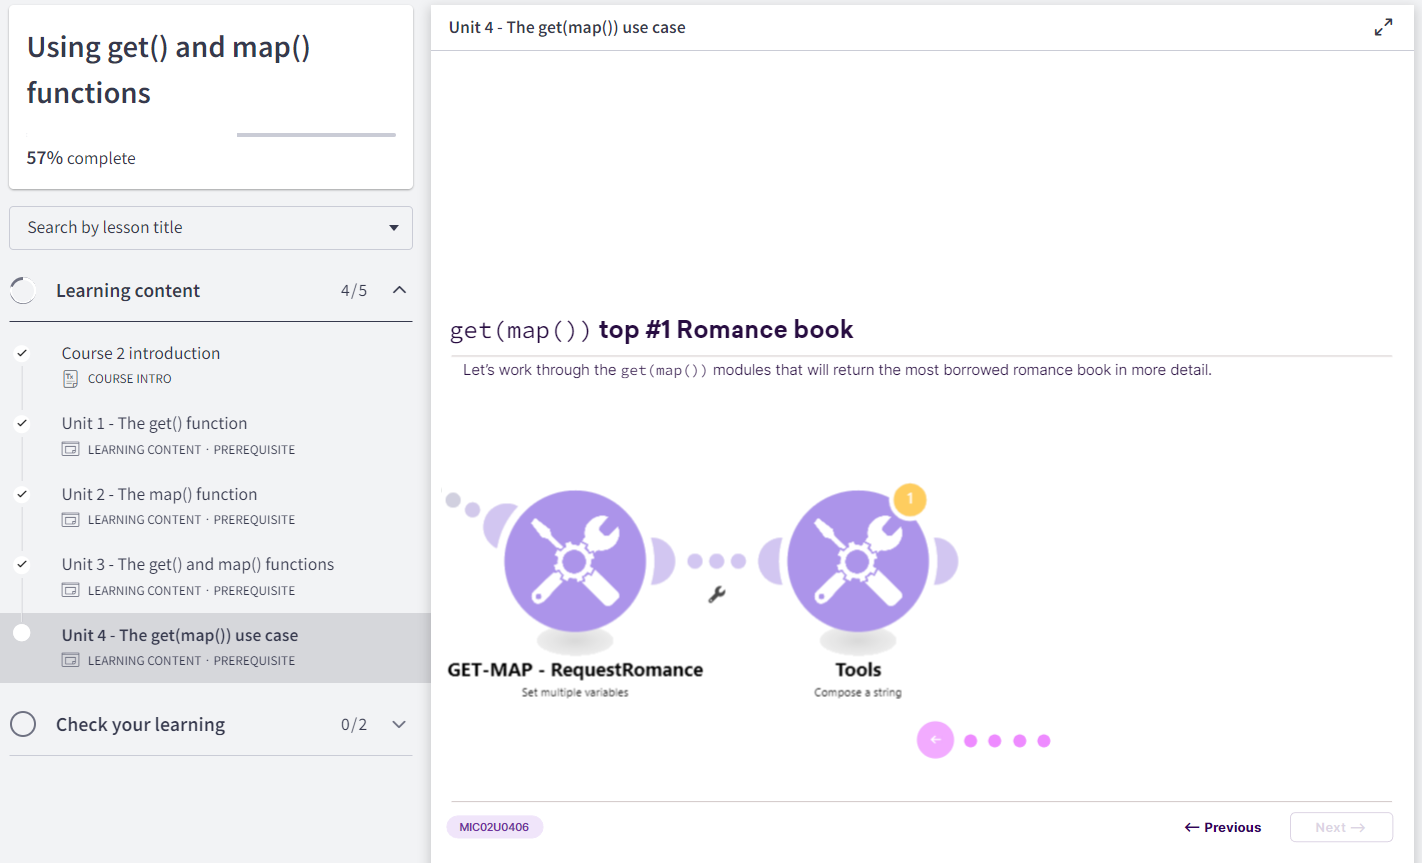 Using get() and map()
functions
57% complete
Search by lesson title
Learning content 4/5
Course 2 introduction
COURSE INTRO
Unit 1 - The get() function
LEARNING CONTENT · PREREQUISITE
Unit 2 - The map() function
LEARNING CONTENT · PREREQUISITE
Unit 3 - The get() and map() functions
LEARNING CONTENT · PREREQUISITE
Unit 4 - The get(map()) use case
LEARNING CONTENT · PREREQUISITE
Check your learning 0/2
Unit 4 - The get(map()) use case
get(map()) top #1 Romance book
Let's work through the get(map()) modules that will return the most borrowed romance book in more detail.
1
GET-MAP - RequestRomance
Set multiple variables
Tools
Compose a string
MIC02U0406
← Previous
Next →